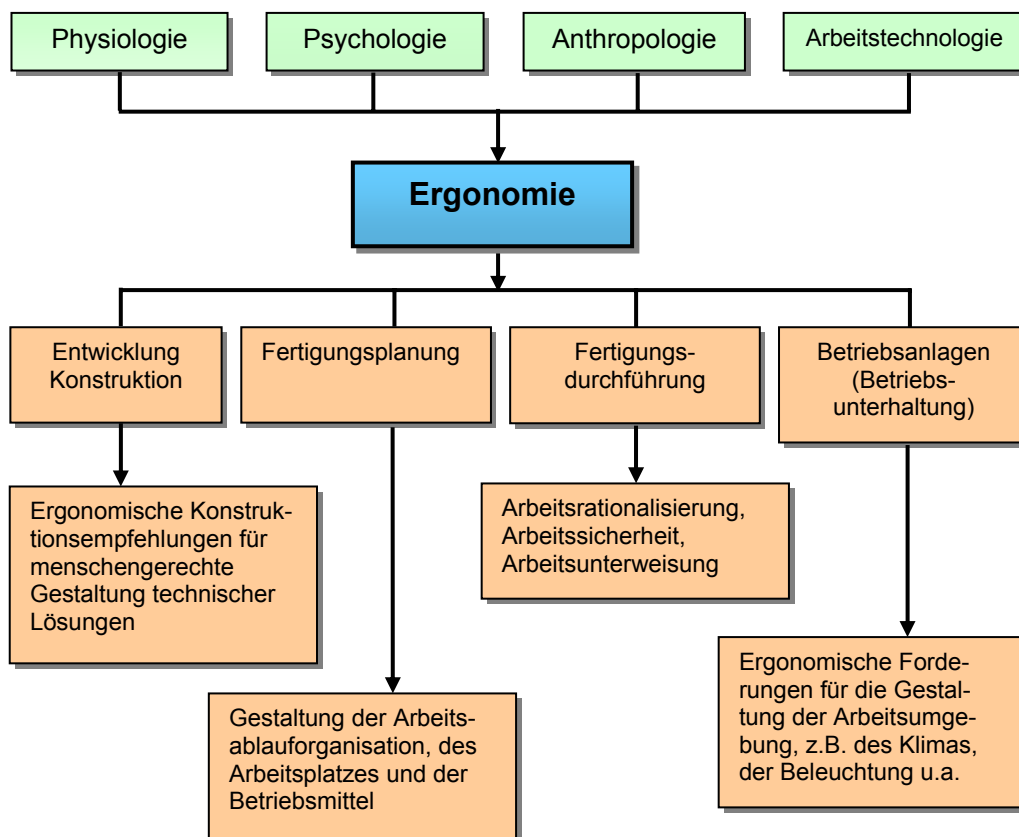 Physiologie
Psychologie
Anthropologie
Arbeitstechnologie
Ergonomie
Entwicklung
Konstruktion
Fertigungsplanung
Fertigungs-
durchführung
Betriebsanlagen
(Betriebs-
unterhaltung)
Ergonomische Konstruk-
tionsempfehlungen für
menschengerechte
Gestaltung technischer
Lösungen
Gestaltung der Arbeits-
ablauforganisation, des
Arbeitsplatzes und der
Betriebsmittel
Arbeitsrationalisierung,
Arbeitssicherheit,
Arbeitsunterweisung
Ergonomische Forde-
rungen für die Gestal-
tung der Arbeitsumge-
bung, z.B. des Klimas,
der Beleuchtung u.a.